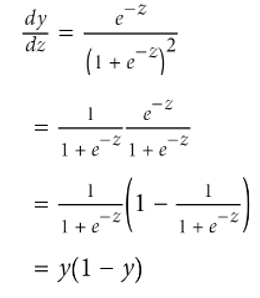 dy/dz = e^{-z} / (1 + e^{-z})^2
= 1/(1 + e^{-z}) e^{-z}/(1 + e^{-z})
= 1/(1 + e^{-z}) (1 - 1/(1 + e^{-z}))
= y(1 - y)